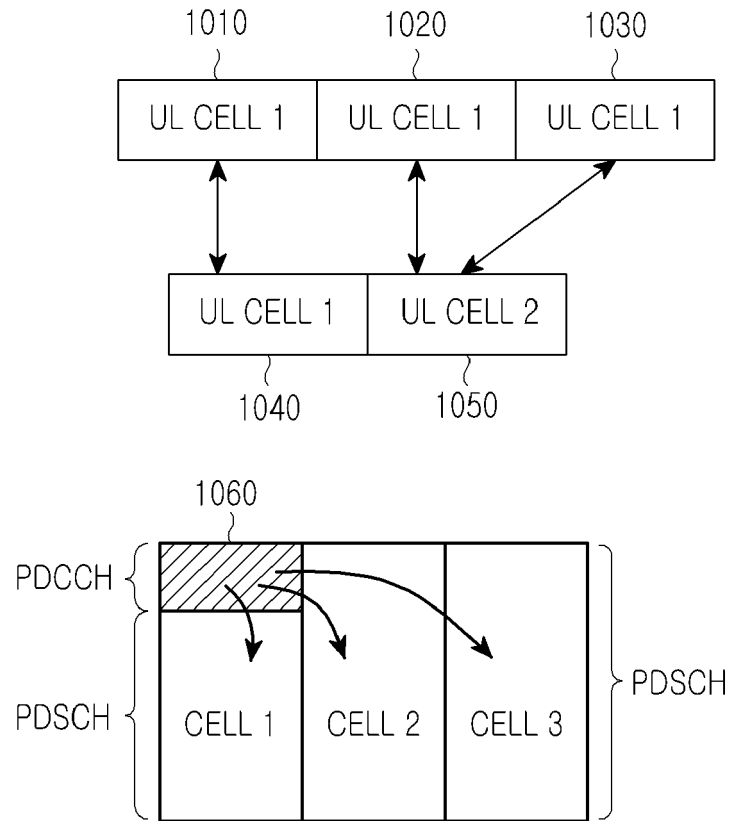 1010 1020 1030
UL CELL 1 UL CELL 1 UL CELL 1
UL CELL 1 UL CELL 2
1040 1050
1060
PDCCH
PDSCH CELL 1 CELL 2 CELL 3 PDSCH